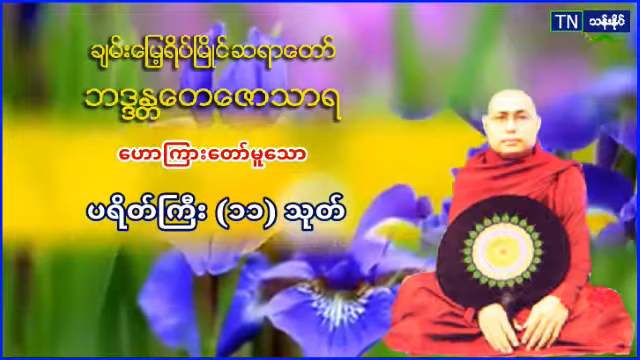 TN သန်းနိုင်
ချမ်းမြေ့ရိပ်မြိုင်ဆရာတော်
ဘဒ္ဒန္တတေဇောသာရ
ဟောကြားတော်မူသော
ပရိတ်ကြီး (၁၁) သုတ်